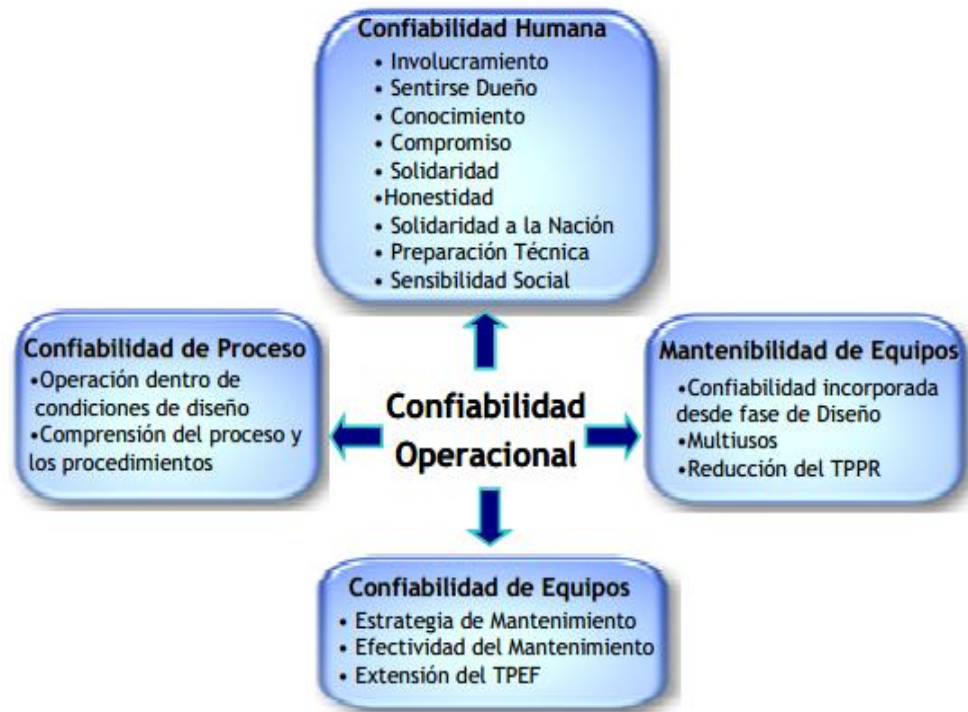 Confiabilidad Humana
• Involucramiento
• Sentirse Dueño
• Conocimiento
• Compromiso
• Solidaridad
•Honestidad
• Solidaridad a la Nación
• Preparación Técnica
• Sensibilidad Social
Confiabilidad de Proceso
•Operación dentro de
condiciones de diseño
•Comprensión del proceso y
los procedimientos
Confiabilidad
Operacional
Mantenibilidad de Equipos
•Confiabilidad incorporada
desde fase de Diseño
•Multiusos
•Reducción del TPPR
Confiabilidad de Equipos
• Estrategia de Mantenimiento
• Efectividad del Mantenimiento
• Extensión del TPEF